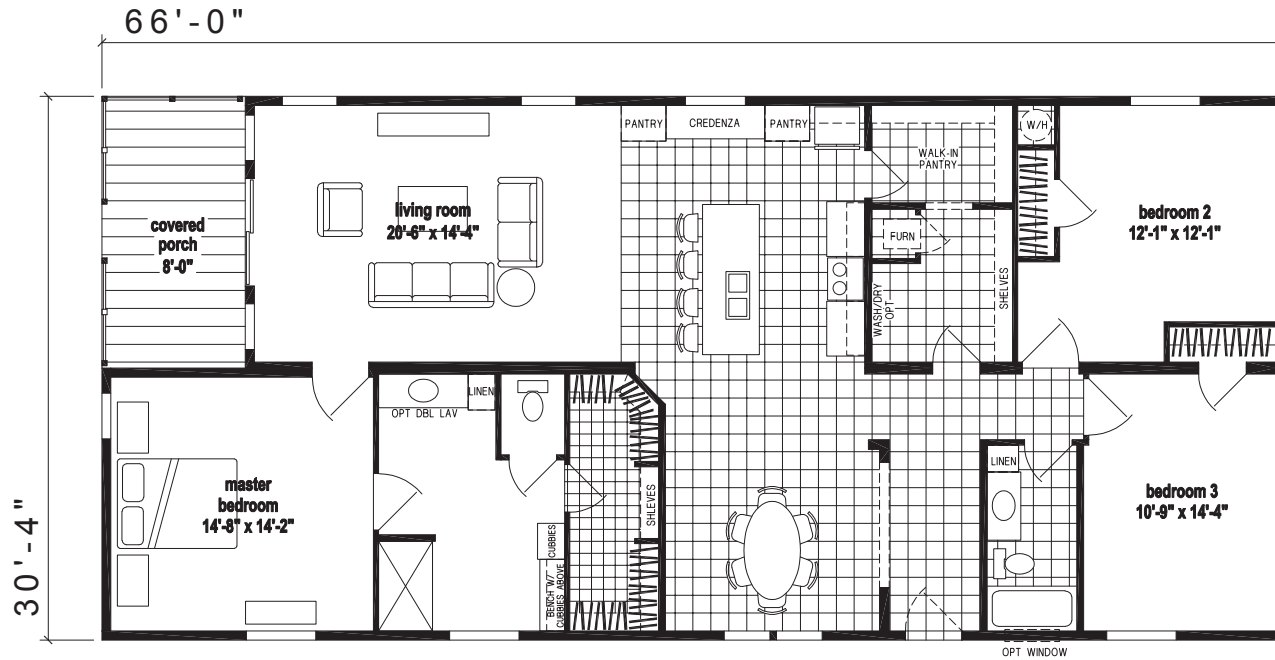 66'-0"
30'-4"
covered
porch
8'-0"
living room
20'-6" x 14'-4"
PANTRY
CREDENZA
PANTRY
WALK-IN
PANTRY
W/H
bedroom 2
12'-1" x 12'-1"
FURN
WASH/DRY
OPT
SHELVES
OPT DBL LAV
LINEN
master
bedroom
14'-8" x 14'-2"
CUBBIES
BENCH W/
CUBBIES ABOVE
SHLEVES
LINEN
bedroom 3
10'-9" x 14'-4"
OPT WINDOW